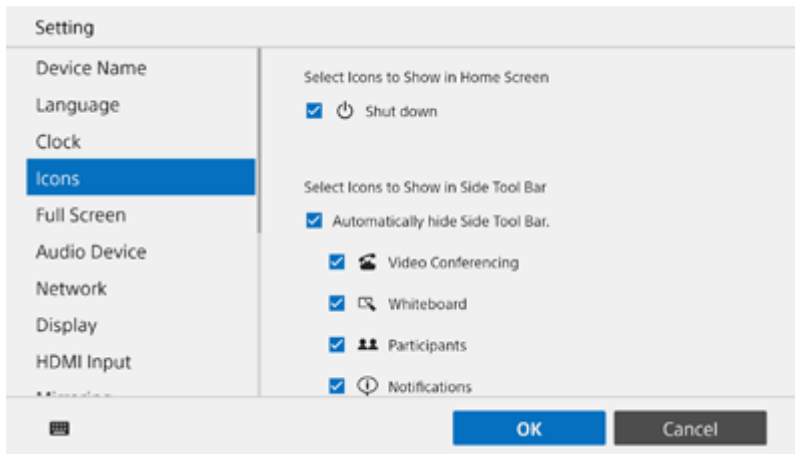 Setting
Device Name
Language
Clock
Icons
Full Screen
Audio Device
Network
Display
HDMI Input
Select Icons to Show in Home Screen
Shut down
Select Icons to Show in Side Tool Bar
Automatically hide Side Tool Bar.
Video Conferencing
Whiteboard
Participants
Notifications
OK
Cancel